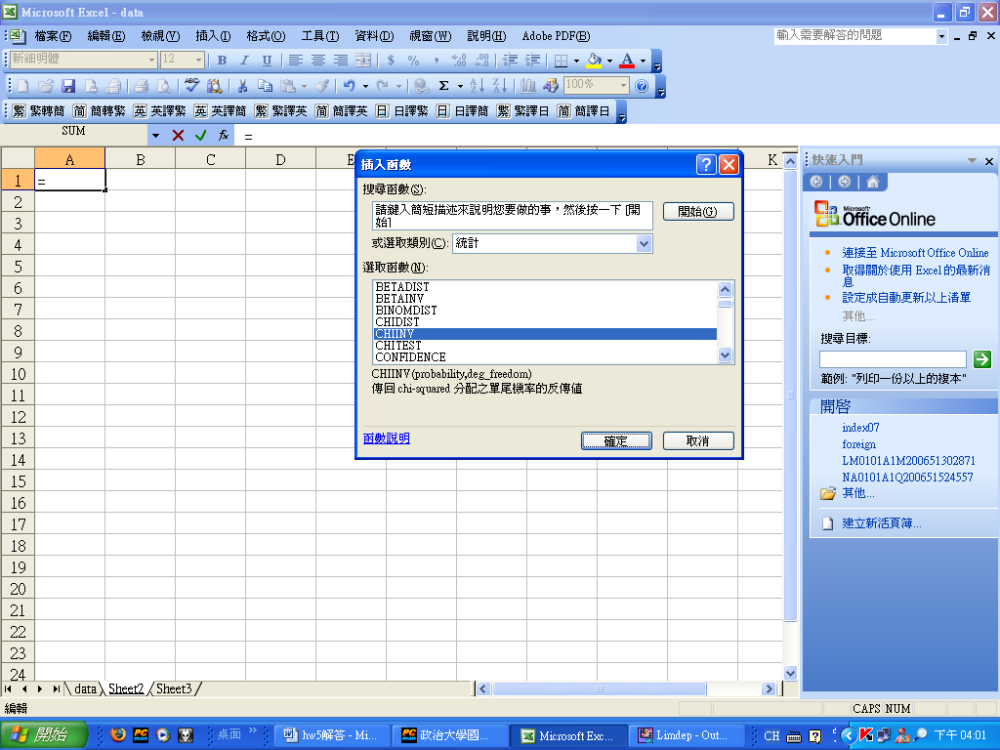 Microsoft Excel - data
檔案(F) 編輯(E) 檢視(V) 插入(I) 格式(O) 工具(T) 資料(D) 視窗(W) 說明(H) Adobe PDF(B) 輸入需要解答的問題
新細明體 12 B I U $ % , A
Σ 100%
繁 繁轉簡 簡 簡轉繁 英 英譯繁 英 英譯簡 繁 繁譯英 簡 簡譯英 日 日譯繁 日 日譯簡 繁 繁譯日 簡 簡譯日
SUM fx =
A B C D E K
1 =
2
3
4
5
6
7
8
9
10
11
12
13
14
15
16
17
18
19
20
21
22
23
24
插入函數
搜尋函數(S):
請鍵入簡短描述來說明您要做的事，然後按一下 [開始]
開始(G)
或選取類別(C): 統計
選取函數(N):
BETADIST
BETAINV
BINOMDIST
CHIDIST
CHIINV
CHITEST
CONFIDENCE
CHIINV(probability,deg_freedom)
傳回 chi-squared 分配之單尾機率的反傳值
函數說明 確定 取消
快速入門
Microsoft
Office Online
連接至 Microsoft Office Online
取得關於使用 Excel 的最新消
息
設定成自動更新以上清單
其他...
搜尋目標:
範例: "列印一份以上的複本"
開啓
index07
foreign
LM0101A1M200651302871
NA0101A1Q200651524557
其他...
建立新活頁簿...
data Sheet2 Sheet3
編輯 CAPS NUM
開始 桌面 » hw5解答 - Mi... 政治大學國... Microsoft Exc... Limdep - Out... CH 下午 04:01